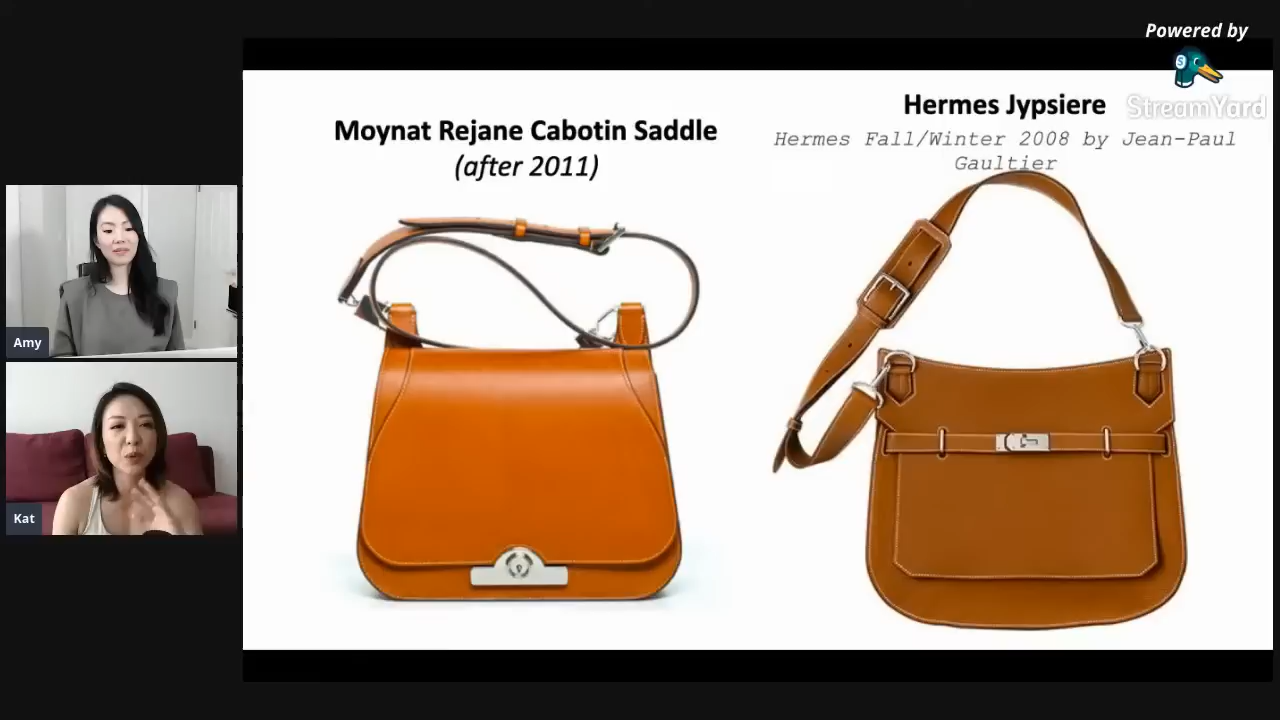 Powered by
StreamYard
Moynat Rejane Cabotin Saddle
(after 2011)
Hermes Jypsiere
Hermes Fall/Winter 2008 by Jean-Paul
Gaultier
Amy
Kat